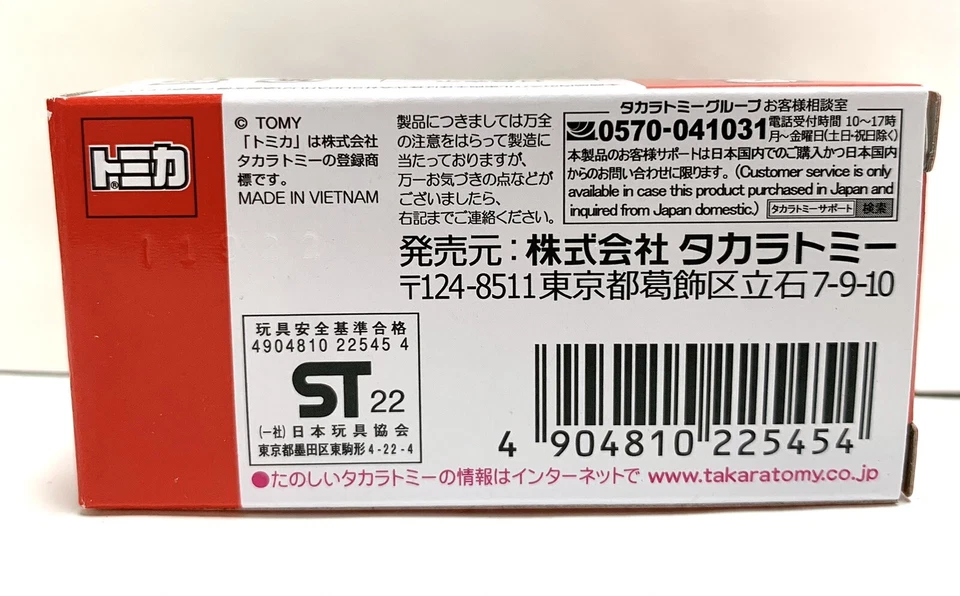 トミカ®
© TOMY
「トミカ」は株式会社
タカラトミーの登録商
標です。
MADE IN VIETNAM
製品につきましては万全
の注意をはらって製造に
当たっておりますが、
万一お気づきの点などが
ございましたら、
右記までご連絡ください。
タカラトミーグループ お客様相談室
0570-041031 電話受付時間 10～17時
月～金曜日(土日・祝日除く)
本製品のお客様サポートは日本国内でのご購入かつ日本国内
からのお問い合わせに限ります。(Customer service is only
available in case this product purchased in Japan and
inquired from Japan domestic.) タカラトミーサポート 検索
発売元：株式会社 タカラトミー
〒124-8511東京都葛飾区立石7-9-10
玩具安全基準合格
4904810 22545 4
ST 22
(一社)日本玩具協会
東京都墨田区東駒形4-22-4
4 904810 225454
●たのしいタカラトミーの情報はインターネットで www.takaratomy.co.jp